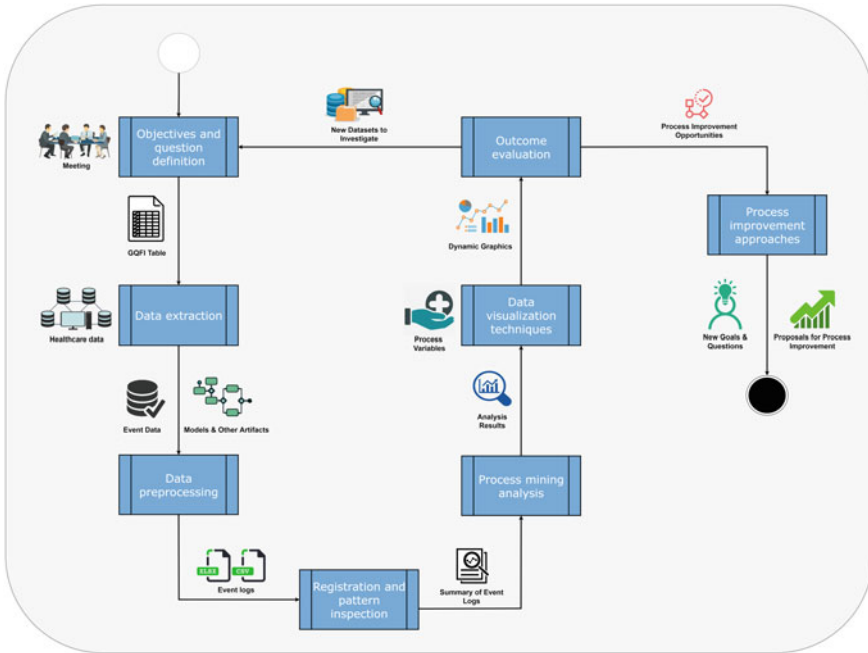 Objectives and
question
definition
Meeting
New Datasets to
Investigate
Outcome
evaluation
Process Improvement
Opportunities
GQFI Table
Dynamic Graphics
Process
improvement
approaches
Healthcare data
Data extraction
Process
Variables
Data
visualization
techniques
New Goals &
Questions
Proposals for Process
Improvement
Event Data
Models & Other Artifacts
Analysis
Results
Data
preprocessing
Process mining
analysis
XLSX
CSV
Event logs
Registration and
pattern
inspection
Summary of Event
Logs